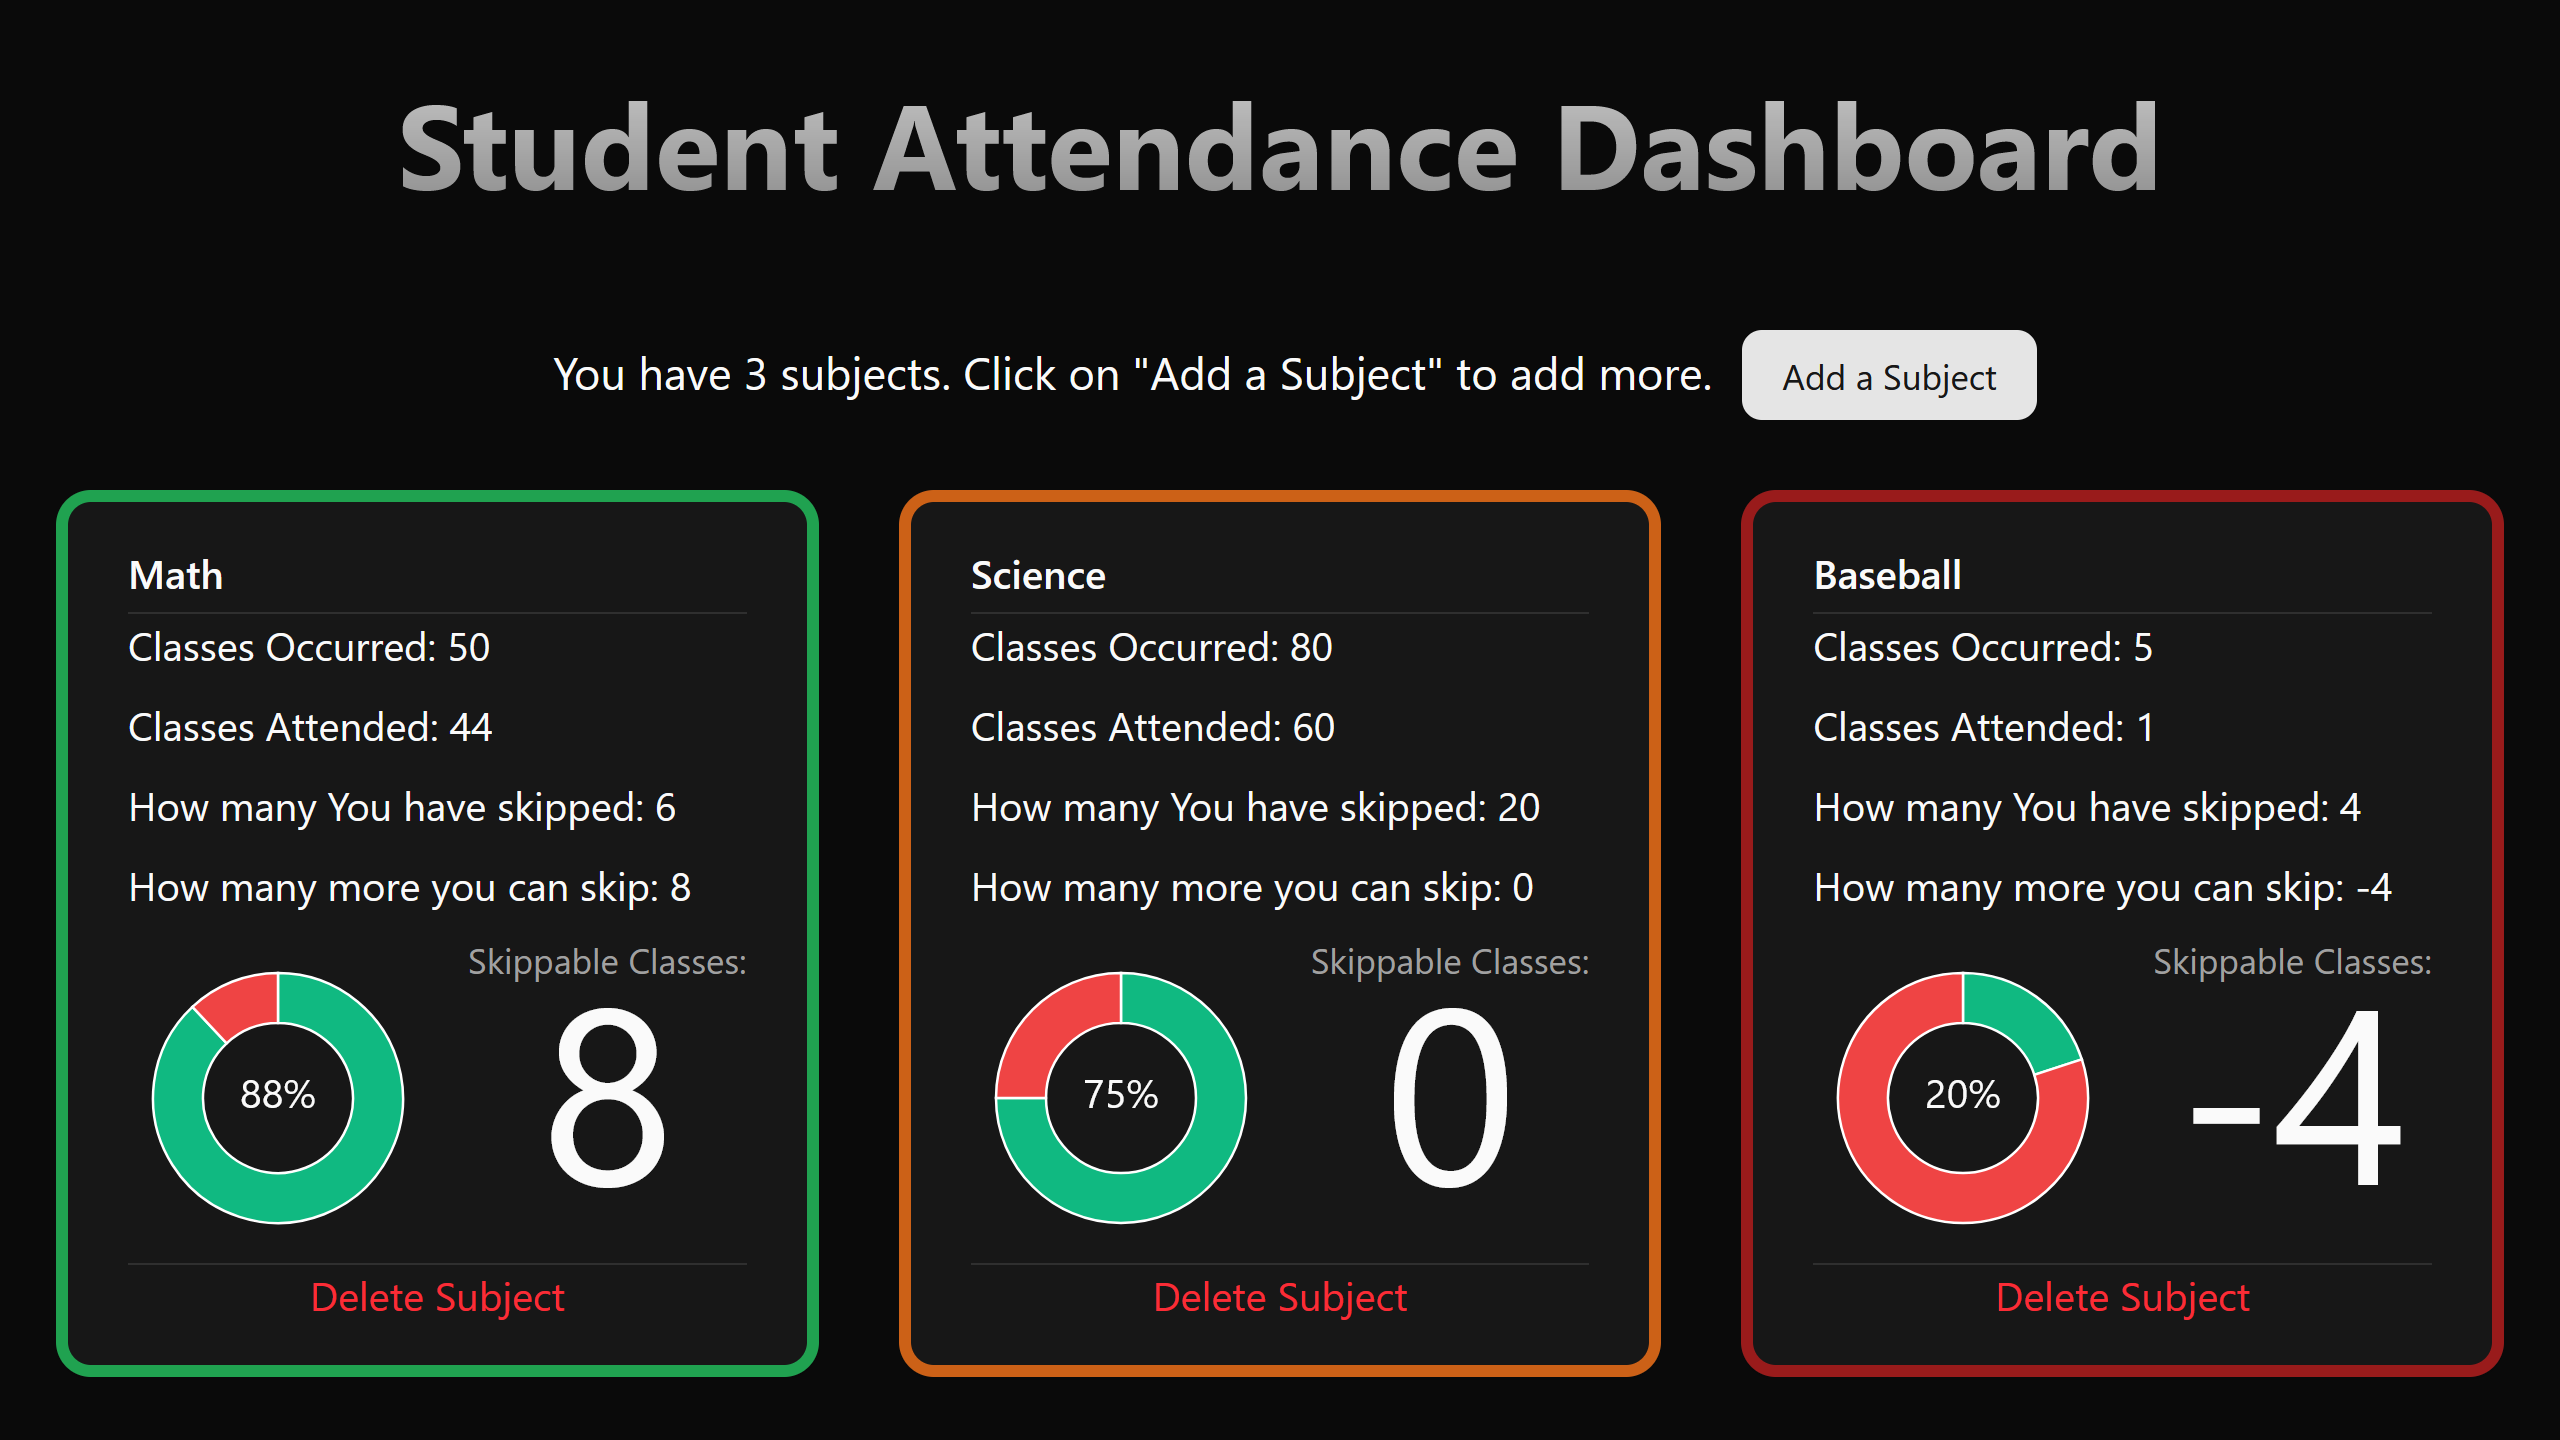 Student Attendance Dashboard
You have 3 subjects. Click on "Add a Subject" to add more.
Add a Subject
Math
Classes Occurred: 50
Classes Attended: 44
How many You have skipped: 6
How many more you can skip: 8
Skippable Classes:
88%
8
Delete Subject
Science
Classes Occurred: 80
Classes Attended: 60
How many You have skipped: 20
How many more you can skip: 0
Skippable Classes:
75%
0
Delete Subject
Baseball
Classes Occurred: 5
Classes Attended: 1
How many You have skipped: 4
How many more you can skip: -4
Skippable Classes:
20%
-4
Delete Subject